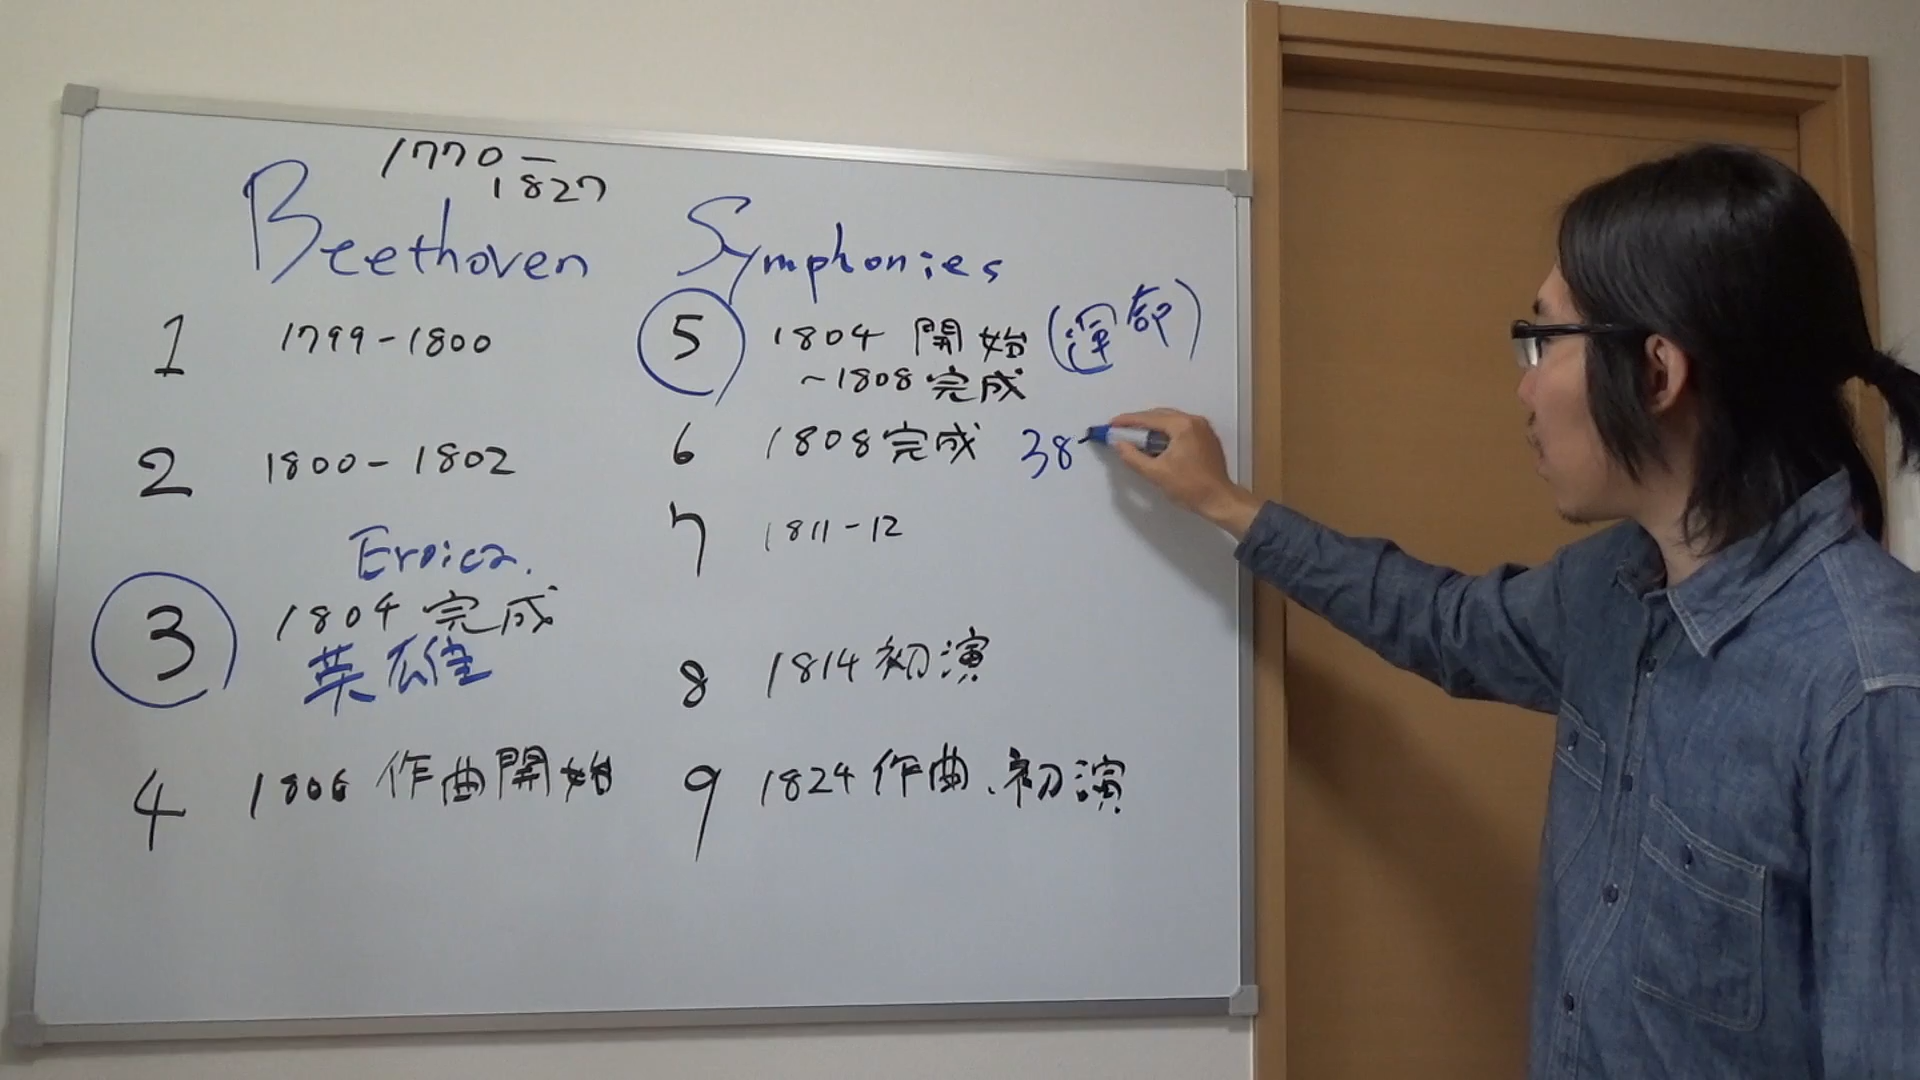 1770 –
1827
Beethoven Symphonies
1 1799-1800
2 1800-1802
Eroica.
3 1804 完成
英雄
4 1806 作曲開始
5 1804 開始 (運命)
~1808 完成
6 1808 完成 38
7 1811-12
8 1814 初演
9 1824 作曲、初演